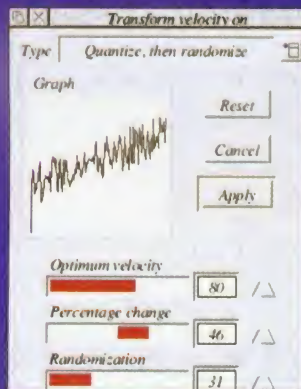 Transform velocity on
Type Quantize, then randomize
Graph
Reset
Cancel
Apply
Optimum velocity
80
Percentage change
46
Randomization
31